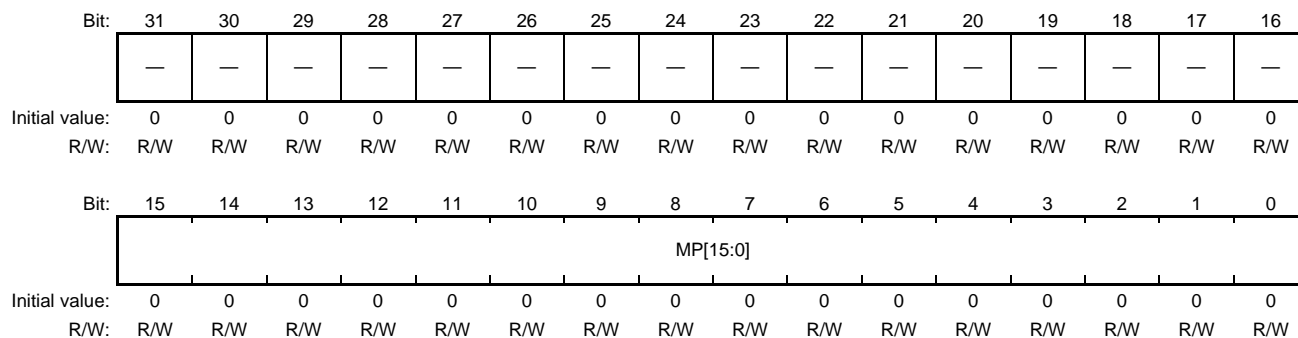 Bit: 31 30 29 28 27 26 25 24 23 22 21 20 19 18 17 16
— — — — — — — — — — — — — — — —
Initial value: 0 0 0 0 0 0 0 0 0 0 0 0 0 0 0 0
R/W: R/W R/W R/W R/W R/W R/W R/W R/W R/W R/W R/W R/W R/W R/W R/W R/W
Bit: 15 14 13 12 11 10 9 8 7 6 5 4 3 2 1 0
MP[15:0]
Initial value: 0 0 0 0 0 0 0 0 0 0 0 0 0 0 0 0
R/W: R/W R/W R/W R/W R/W R/W R/W R/W R/W R/W R/W R/W R/W R/W R/W R/W